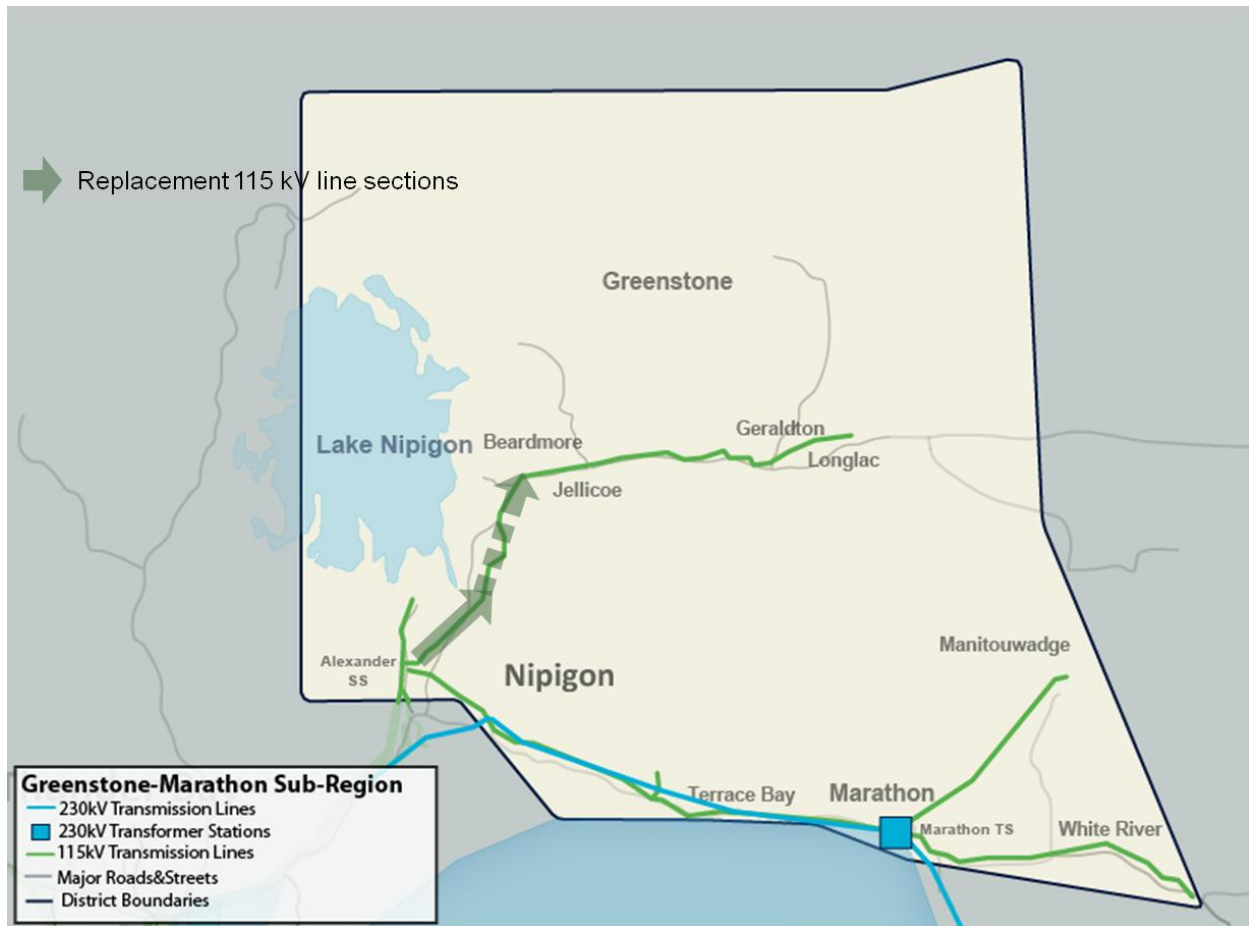 Replacement 115 kV line sections
Greenstone
Geraldton
Lake Nipigon
Beardmore
Longlac
Jellicoe
Manitouwadge
Alexander
SS
Nipigon
Terrace Bay
Marathon
Marathon TS
White River
Greenstone-Marathon Sub-Region
230kV Transmission Lines
230kV Transformer Stations
115kV Transmission Lines
Major Roads&Streets
District Boundaries